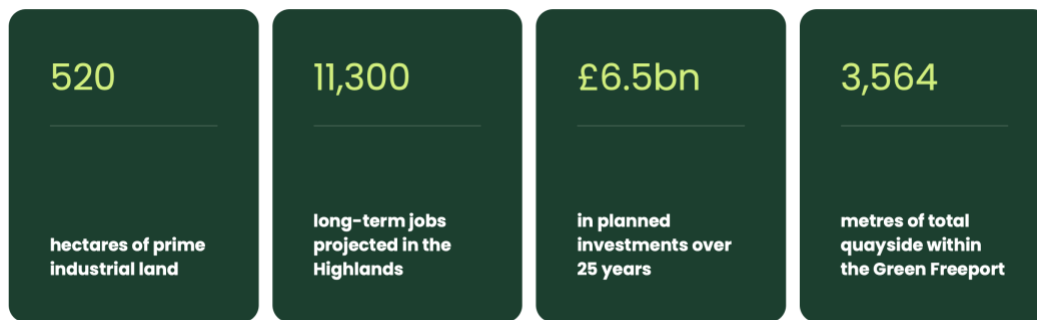 520
hectares of prime
industrial land
11,300
long-term jobs
projected in the
Highlands
£6.5bn
in planned
investments over
25 years
3,564
metres of total
quayside within
the Green Freeport